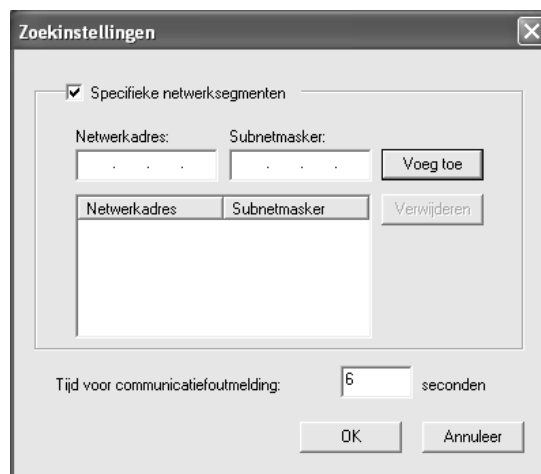 Zoekinstellingen
Specifieke netwerksegmenten
Netwerkadres: Subnetmasker:
. . . . . . Voeg toe
Netwerkadres Subnetmasker Verwijderen
Tijd voor communicatiefoutmelding: 6 seconden
OK Annuleer